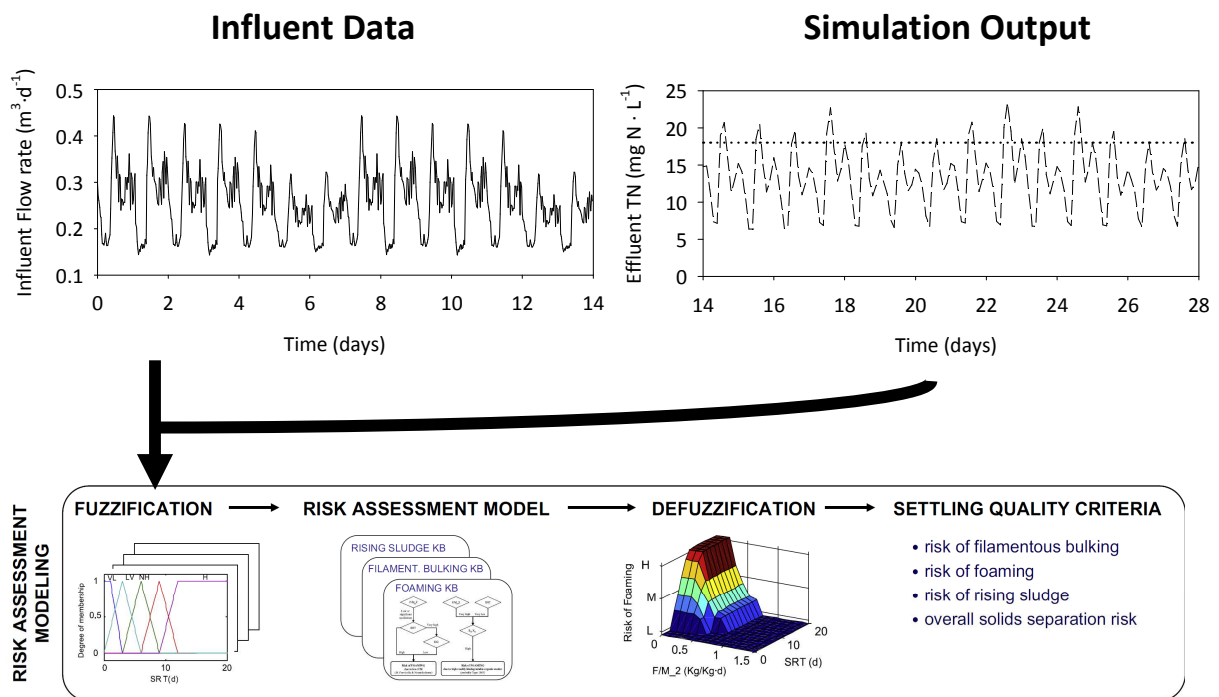 Influent Data
Simulation Output
Influent Flow rate (m³·d⁻¹)
0.5
0.4
0.3
0.2
0.1
0 2 4 6 8 10 12 14
Time (days)
Effluent TN (mg N · L⁻¹)
25
20
15
10
5
0
14 16 18 20 22 24 26 28
Time (days)
RISK ASSESSMENT
MODELING
FUZZIFICATION
RISK ASSESSMENT MODEL
DEFUZZIFICATION
SETTLING QUALITY CRITERIA
Degree of membership
1
0,5
0
VL LV NH H
0 10 20
SR T(d)
RISING SLUDGE KB
FILAMENT. BULKING KB
FOAMING KB
Risk of Foaming
H
M
L
0 0.5 1 1.5
F/M_2 (Kg/Kg·d)
0 20
SRT (d)
• risk of filamentous bulking
• risk of foaming
• risk of rising sludge
• overall solids separation risk